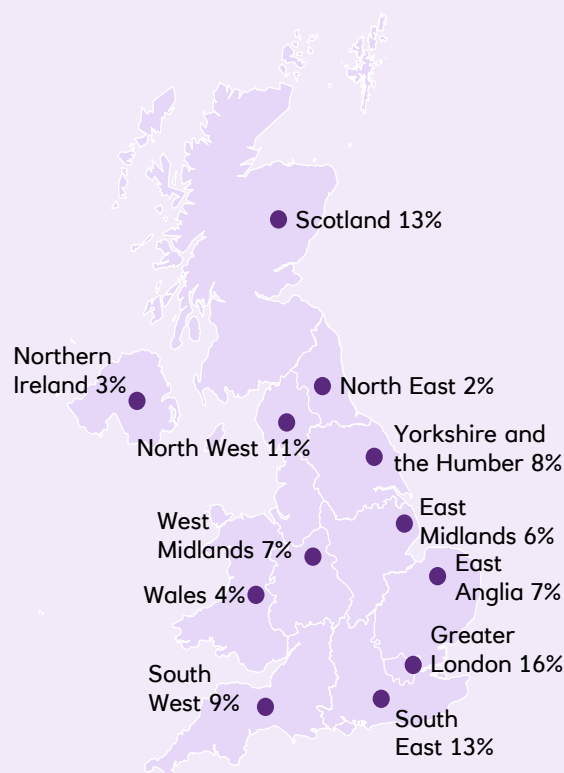 Scotland 13%
Northern
Ireland 3%
North East 2%
North West 11%
Yorkshire and
the Humber 8%
East
Midlands 6%
West
Midlands 7%
East
Anglia 7%
Wales 4%
Greater
London 16%
South
West 9%
South
East 13%